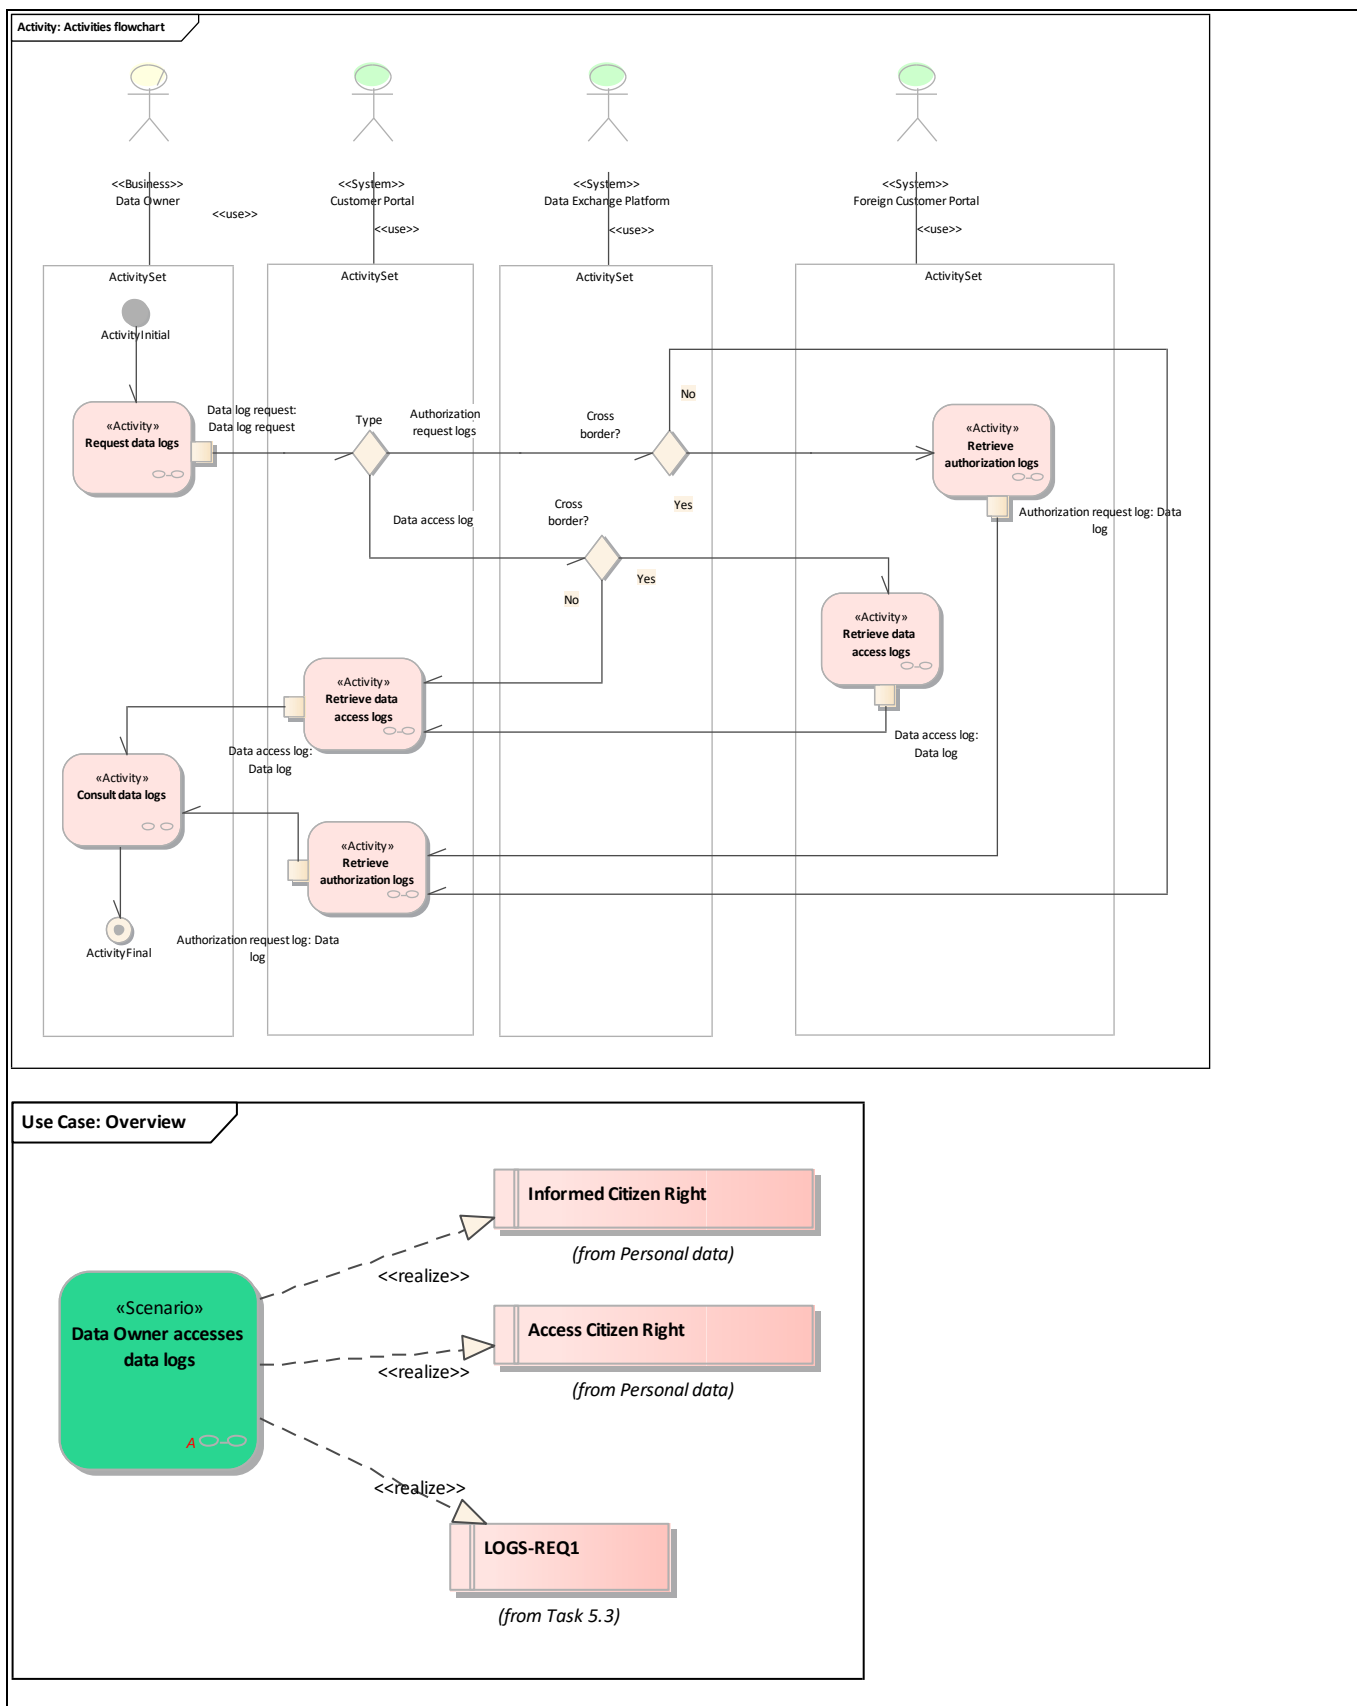 Activity: Activities flowchart
<<Business>>
Data Owner
<<use>>
<<System>>
Customer Portal
<<use>>
<<System>>
Data Exchange Platform
<<use>>
<<System>>
Foreign Customer Portal
<<use>>
ActivitySet
ActivitySet
ActivitySet
ActivitySet
ActivityInitial
«Activity»
Request data logs
Data log request:
Data log request
Type
Authorization
request logs
Cross
border?
No
Yes
«Activity»
Retrieve
authorization logs
Authorization request log: Data
log
Data access log
Cross
border?
Yes
No
«Activity»
Retrieve data
access logs
Data access log:
Data log
«Activity»
Retrieve data
access logs
Data access log:
Data log
«Activity»
Consult data logs
«Activity»
Retrieve
authorization logs
Authorization request log: Data
log
ActivityFinal
Use Case: Overview
«Scenario»
Data Owner accesses
data logs
A
Informed Citizen Right
(from Personal data)
<<realize>>
Access Citizen Right
<<realize>>
(from Personal data)
<<realize>>
LOGS-REQ1
(from Task 5.3)